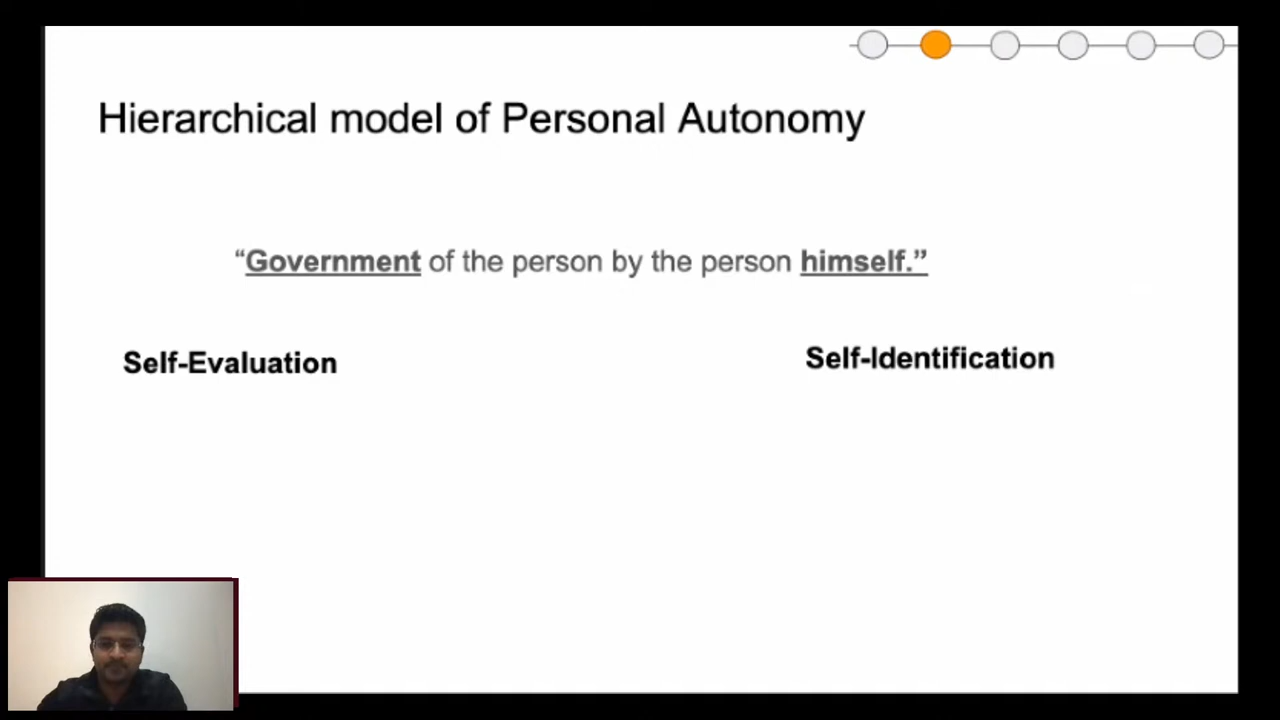 Hierarchical model of Personal Autonomy
“Government of the person by the person himself.”
Self-Evaluation
Self-Identification